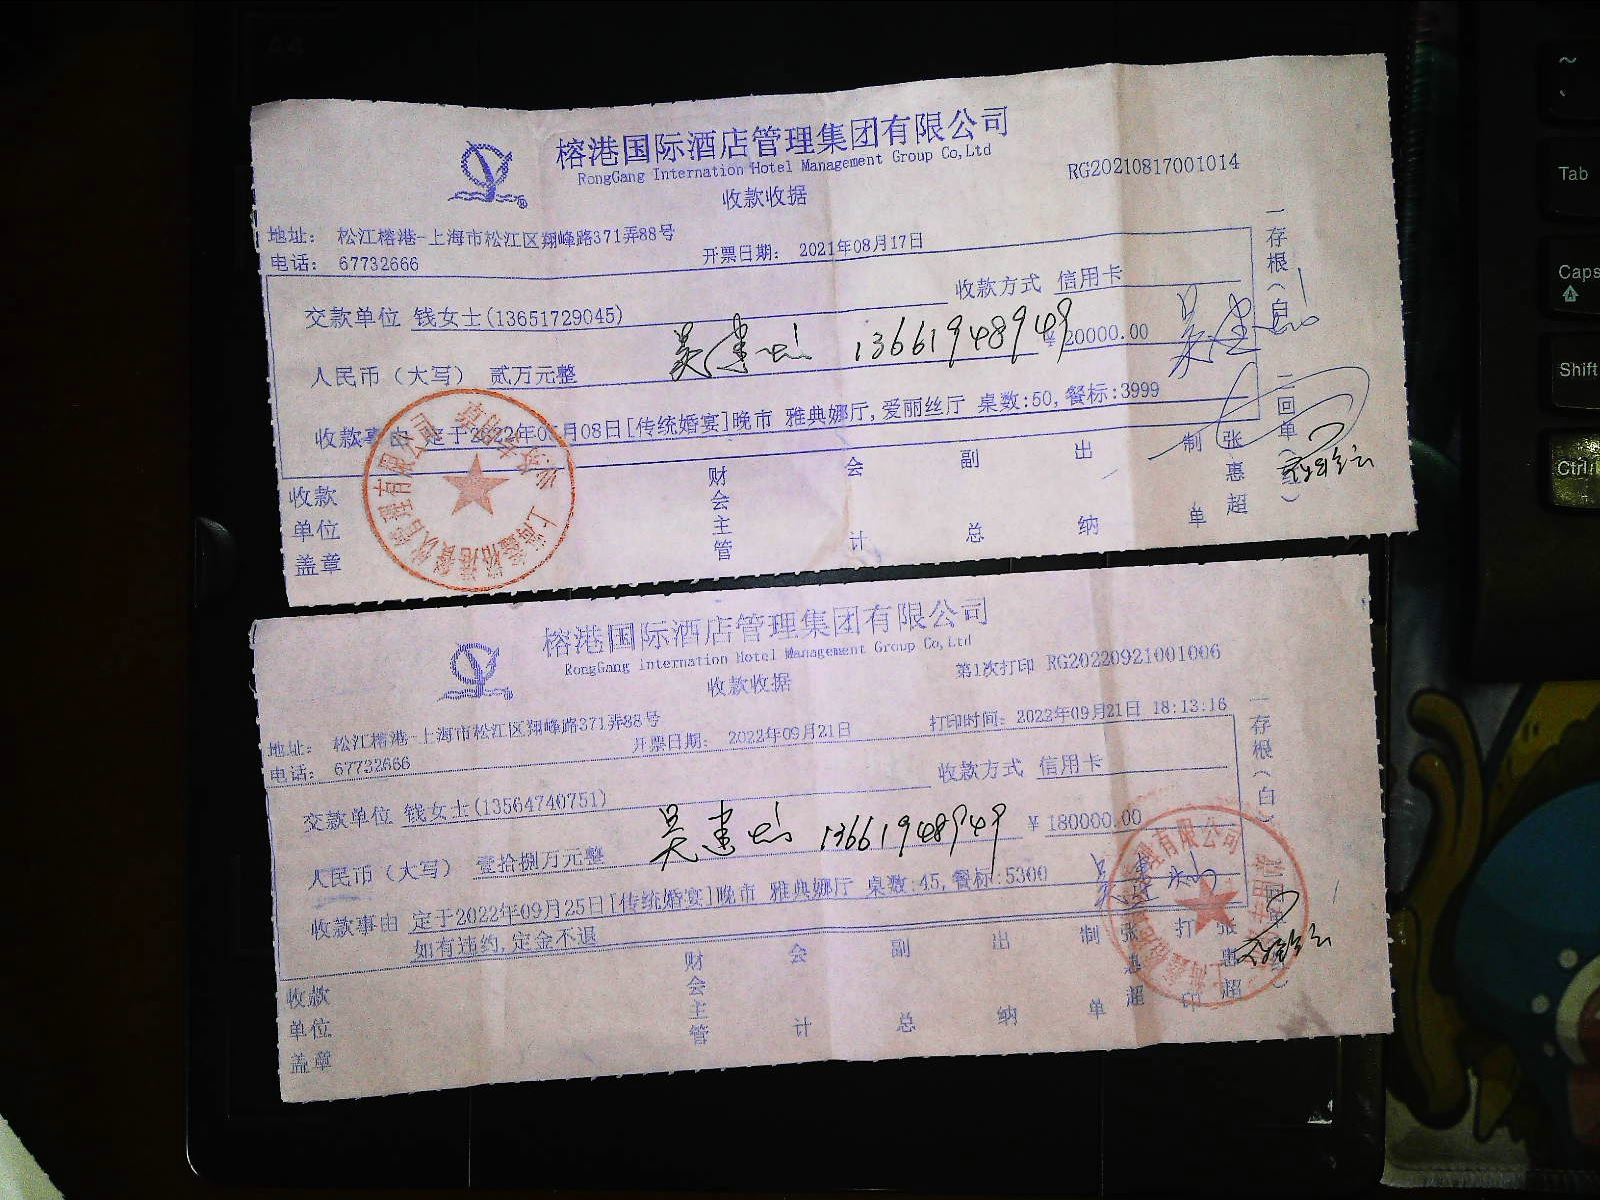 榕港国际酒店管理集团有限公司
RongGang Internation Hotel Management Group Co,Ltd
收款收据
RG20210817001014
地址： 松江榕港-上海市松江区翔峰路371弄88号
电话： 67732666
开票日期： 2021年08月17日
收款方式 信用卡
交款单位 钱女士(13651729045)
13661948949
¥ 20000.00
人民币（大写） 贰万元整
月08日[传统婚宴]晚市 雅典娜厅,爱丽丝厅 桌数:50,餐标:3999
收款单位盖章
财会主管
会计
副总
出纳
制单
张惠超
一存根(白)
二回单(红)
榕港国际酒店管理集团有限公司
RongGang Internation Hotel Management Group Co,Ltd
收款收据
第1次打印 RG20220921001006
地址： 松江榕港-上海市松江区翔峰路371弄88号
电话： 67732666
开票日期： 2022年09月21日
打印时间： 2022年09月21日 18:13:16
收款方式 信用卡
交款单位 钱女士(13564740751)
13661948949
¥ 180000.00
人民币（大写） 壹拾捌万元整
收款事由 定于2022年09月25日[传统婚宴]晚市 雅典娜厅 桌数:45,餐标:5300
如有违约,定金不退
收款单位盖章
财会主管
会计
副总
出纳
制单
张惠超
打印
张惠超
一存根(白)
Tab
Caps
Shift
Ctrl